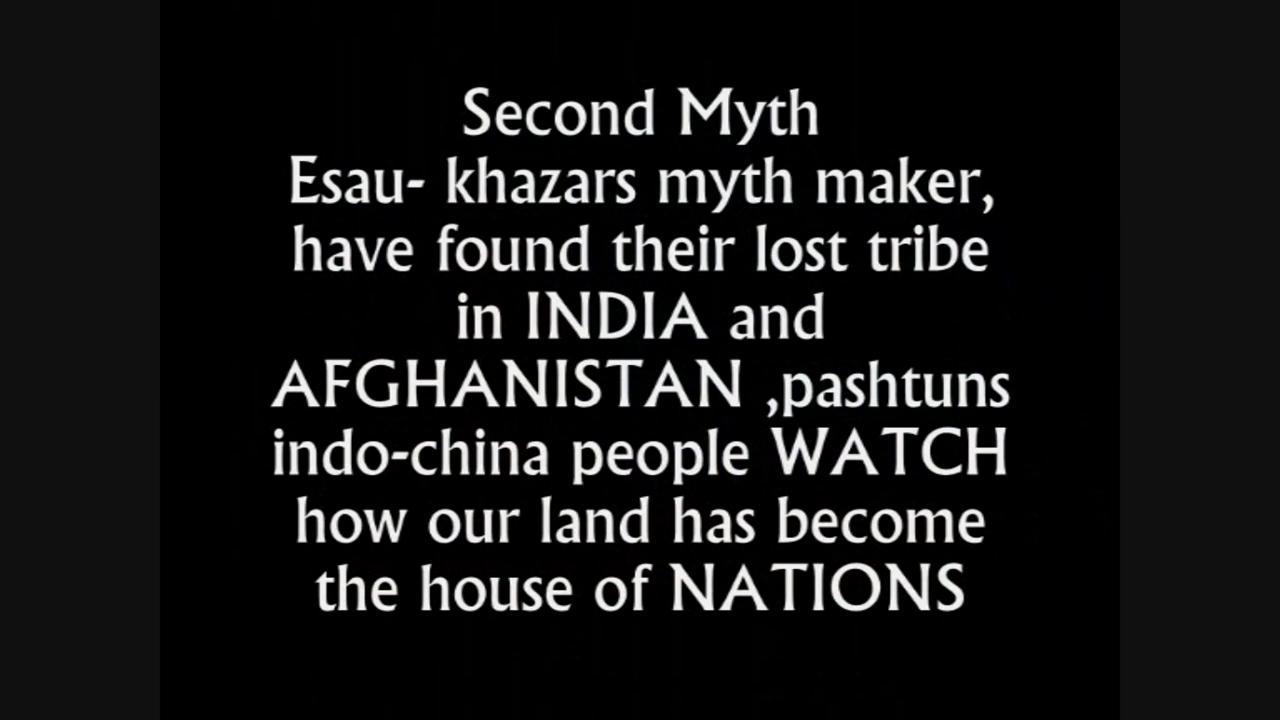 Second Myth
Esau- khazars myth maker,
have found their lost tribe
in INDIA and
AFGHANISTAN ,pashtuns
indo-china people WATCH
how our land has become
the house of NATIONS